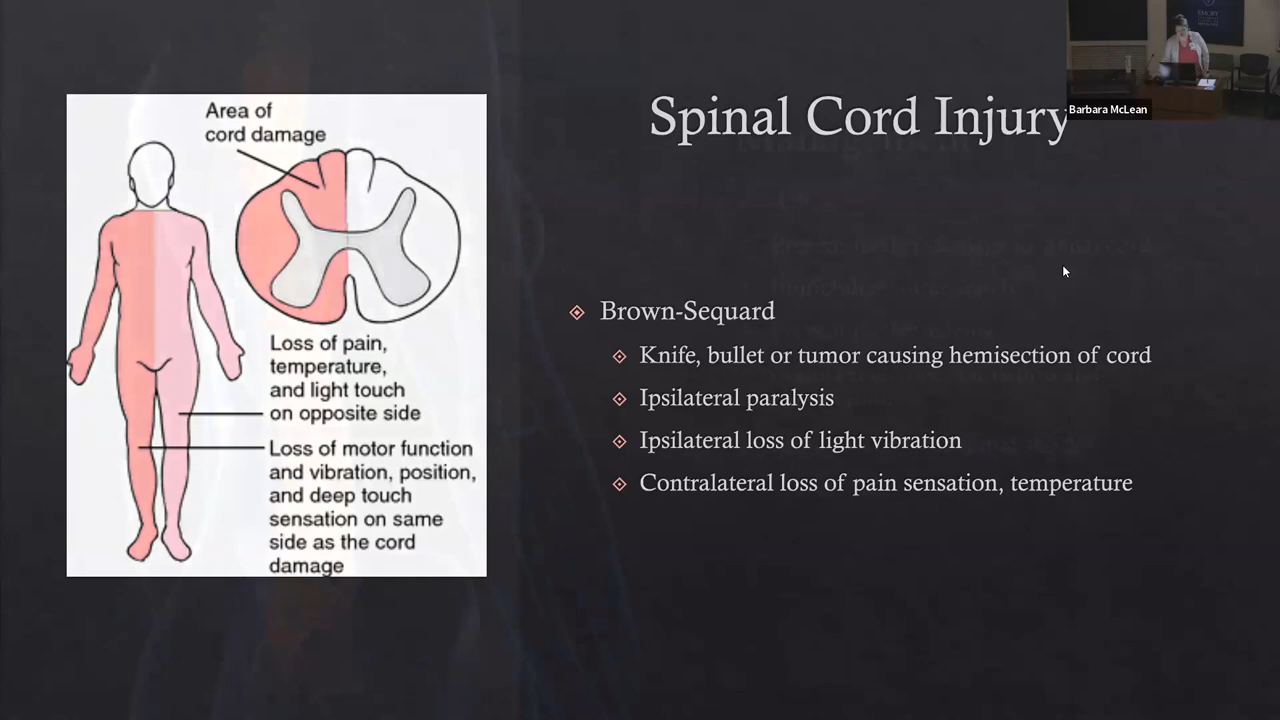 Spinal Cord Injury
Barbara McLean
Area of
cord damage
Loss of pain,
temperature,
and light touch
on opposite side
Loss of motor function
and vibration, position,
and deep touch
sensation on same
side as the cord
damage
Brown-Sequard
Knife, bullet or tumor causing hemisection of cord
Ipsilateral paralysis
Ipsilateral loss of light vibration
Contralateral loss of pain sensation, temperature